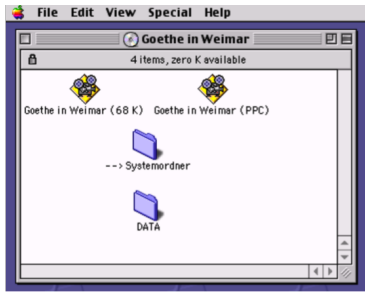 File Edit View Special Help
Goethe in Weimar
4 items, zero K available
Goethe in Weimar (68 K) Goethe in Weimar (PPC)
--> Systemordner
DATA